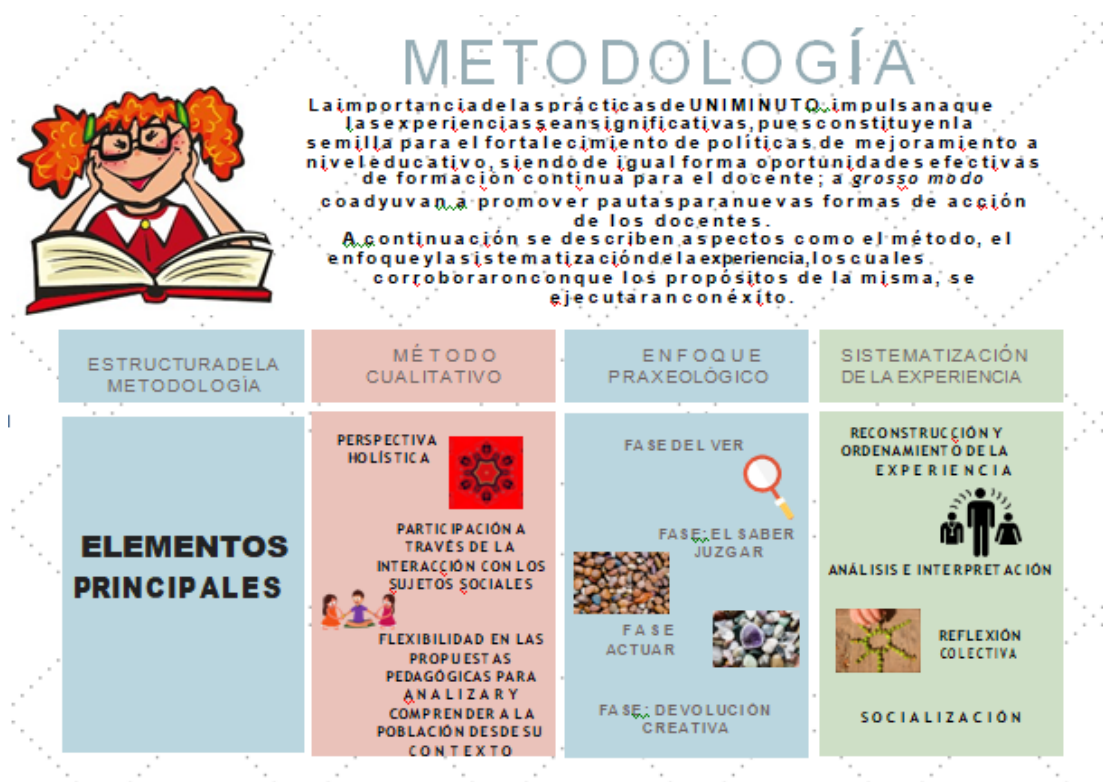 METODOLOGÍA
La importancia de las prácticas de UNIMINUTO, impulsan a que
las experiencias sean significativas, pues constituyen la
semilla para el fortalecimiento de políticas de mejoramiento a
nivel educativo, siendo de igual forma oportunidades efectivas
de formación continua para el docente; a grosso modo
coadyuvan a promover pautas para nuevas formas de acción
de los docentes.
A continuación se describen aspectos como el método, el
enfoque y la sistematización de la experiencia, los cuales
corroboraron con que los propósitos de la misma, se
ejecutaran con éxito.
ESTRUCTURA DE LA
METODOLOGÌA
MÉTODO
CUALITATIVO
ENFOQUE
PRAXEOLÓGICO
SISTEMATIZACIÓN
DE LA EXPERIENCIA
ELEMENTOS
PRINCIPALES
PERSPECTIVA
HOLÍSTICA
PARTICIPACIÓN A
TRAVÉS DE LA
INTERACCIÓN CON LOS
SUJETOS SOCIALES
FLEXIBILIDAD EN LAS
PROPUESTAS
PEDAGÓGICAS PARA
ANALIZAR Y
COMPRENDER A LA
POBLACIÓN DESDE SU
CONTEXTO
FASE DEL VER
FASE: EL SABER
JUZGAR
FASE
ACTUAR
FASE: DEVOLUCIÓN
CREATIVA
RECONSTRUCCIÓN Y
ORDENAMIENTO DE LA
EXPERIENCIA
ANÁLISIS E INTERPRETACIÓN
REFLEXIÓN
COLECTIVA
SOCIALIZACIÓN